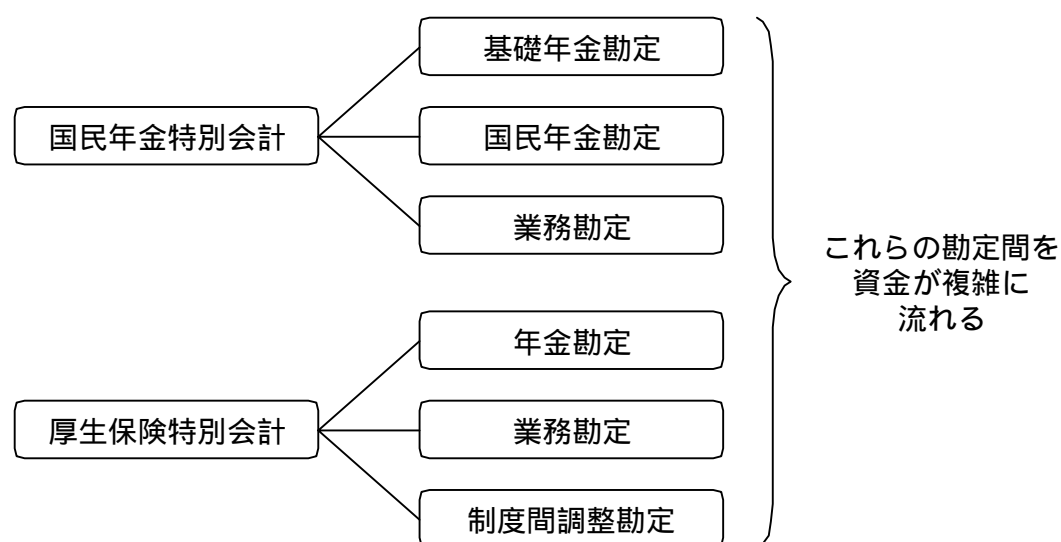 国民年金特別会計
基礎年金勘定
国民年金勘定
業務勘定
厚生保険特別会計
年金勘定
業務勘定
制度間調整勘定
これらの勘定間を
資金が複雑に
流れる